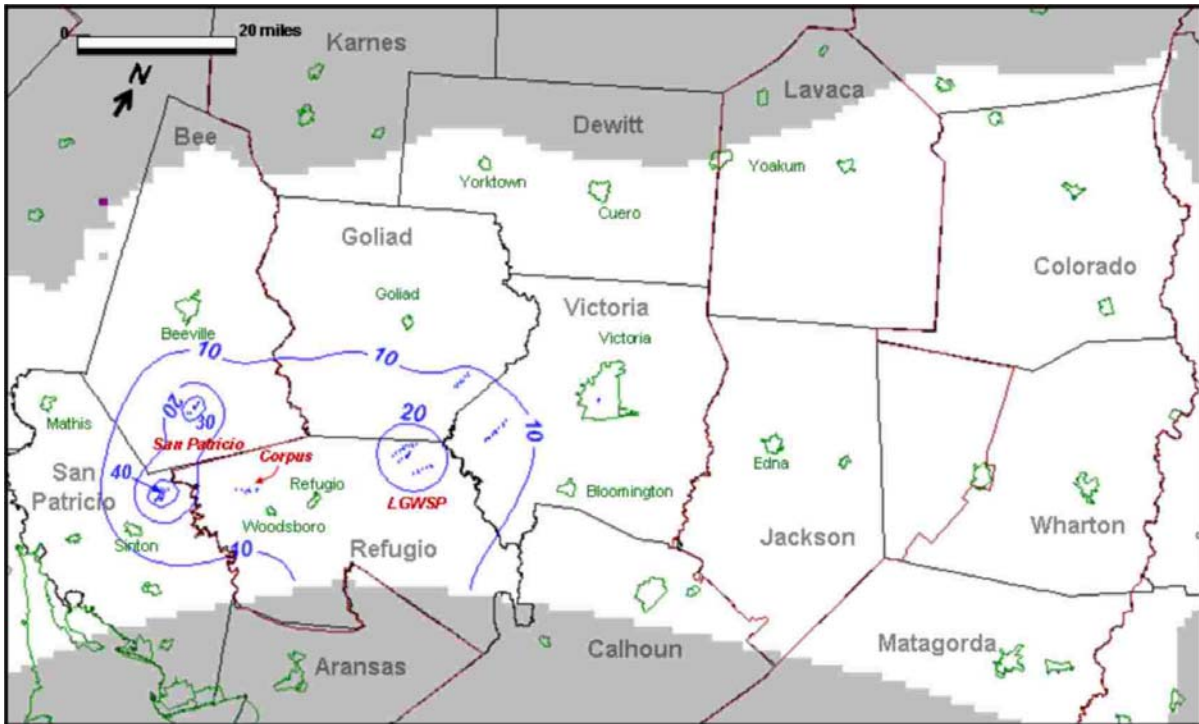 0
20 miles
N
Karnes
Lavaca
Bee
Dewitt
Yorktown
Yoakum
Cuero
Goliad
Colorado
Goliad
Victoria
Beeville
Victoria
10
10
20
30
20
10
Mathis
San Patricio
Corpus
Edna
San
Patricio
40
Refugio
LGWSP
Bloomington
Woodsboro
Sinton
10
Refugio
Jackson
Wharton
Aransas
Calhoun
Matagorda